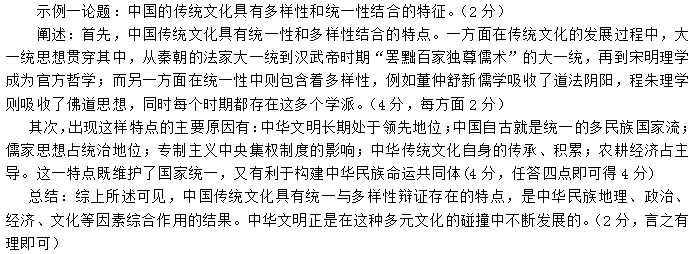 示例一论题：中国的传统文化具有多样性和统一性结合的特征。（2分）
阐述：首先，中国传统文化具有统一性和多样性结合的特点。一方面在传统文化的发展过程中，大
一统思想贯穿其中，从秦朝的法家大一统到汉武帝时期“罢黜百家独尊儒术”的大一统，再到宋明理学
成为官方哲学；而另一方面在统一性中则包含着多样性，例如董仲舒新儒学吸收了道法阴阳，程朱理学
则吸收了佛道思想，同时每个时期都存在这多个学派。（4分，每方面2分）
其次，出现这样特点的主要原因有：中华文明长期处于领先地位；中国自古就是统一的多民族国家流；
儒家思想占统治地位；专制主义中央集权制度的影响；中华传统文化自身的传承、积累；农耕经济占主
导。这一特点既维护了国家统一，又有利于构建中华民族命运共同体（4分，任答四点即可得4分）
总结：综上所述可见，中国传统文化具有统一与多样性辩证存在的特点，是中华民族地理、政治、
经济、文化等因素综合作用的结果。中华文明正是在这种多元文化的碰撞中不断发展的。（2分，言之有
理即可）